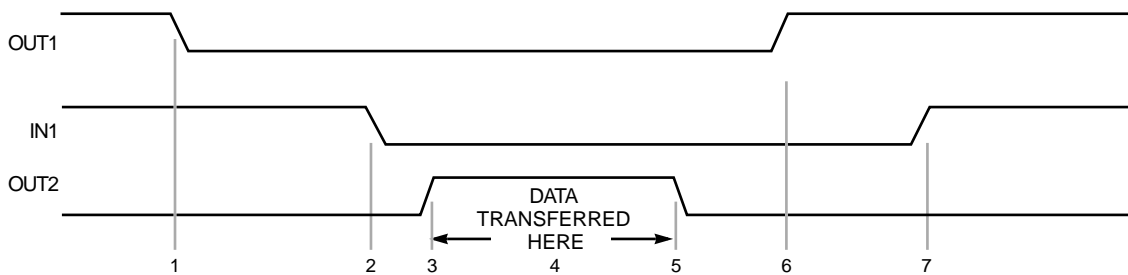 OUT1
IN1
OUT2
DATA
TRANSFERRED
HERE
1 2 3 4 5 6 7